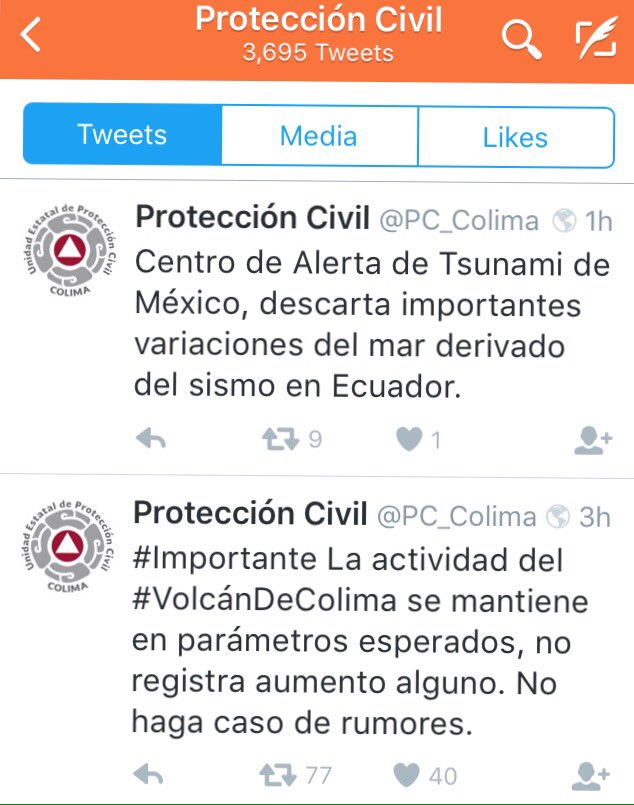 Protección Civil
3,695 Tweets
Tweets Media Likes
Unidad Estatal de Protección Civil
COLIMA
Protección Civil @PC_Colima 1h
Centro de Alerta de Tsunami de
México, descarta importantes
variaciones del mar derivado
del sismo en Ecuador.
9 1
Unidad Estatal de Protección Civil
COLIMA
Protección Civil @PC_Colima 3h
#Importante La actividad del
#VolcánDeColima se mantiene
en parámetros esperados, no
registra aumento alguno. No
haga caso de rumores.
77 40